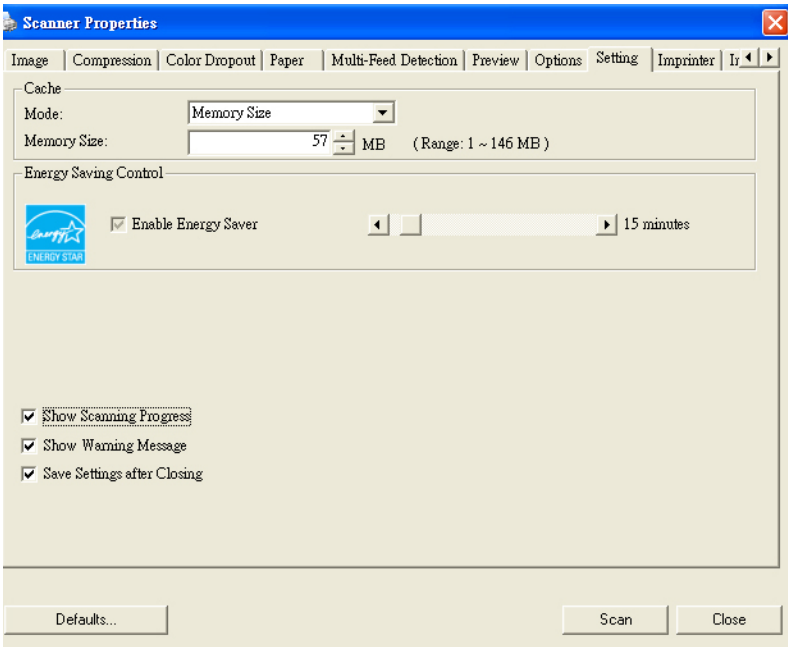 Scanner Properties
Image Compression Color Dropout Paper Multi-Feed Detection Preview Options Setting Imprinter
Cache
Mode: Memory Size
Memory Size: 57 MB (Range: 1 ~ 146 MB )
Energy Saving Control
energy
ENERGY STAR
Enable Energy Saver 15 minutes
Show Scanning Progress
Show Warning Message
Save Settings after Closing
Defaults... Scan Close